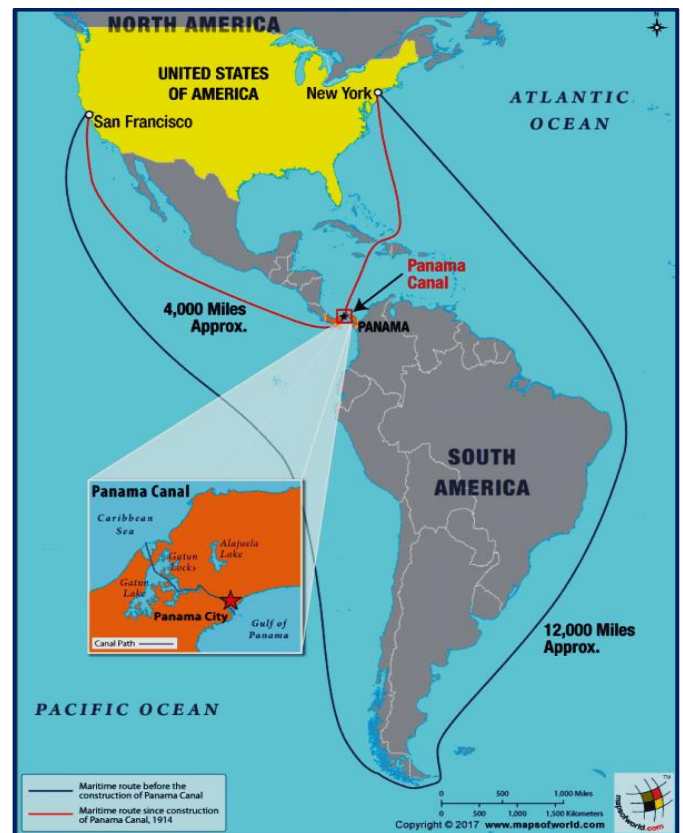 NORTH AMERICA
N
UNITED STATES
OF AMERICA
New York
San Francisco
ATLANTIC
OCEAN
Panama
Canal
4,000 Miles
Approx.
PANAMA
SOUTH
AMERICA
Panama Canal
Caribbean
Sea
Gatun
Locks
Alajuela
Lake
Gatun
Lake
Panama City
Gulf of
Panama
Canal Path
12,000 Miles
Approx.
PACIFIC OCEAN
Maritime route before the
construction of Panama Canal
Maritime route since construction
of Panama Canal, 1914
0 500 1,000 Miles
0 500 1,000 1,500 Kilometers
Copyright © 2017 www.mapsofworld.com
TM
mapsofworld.com